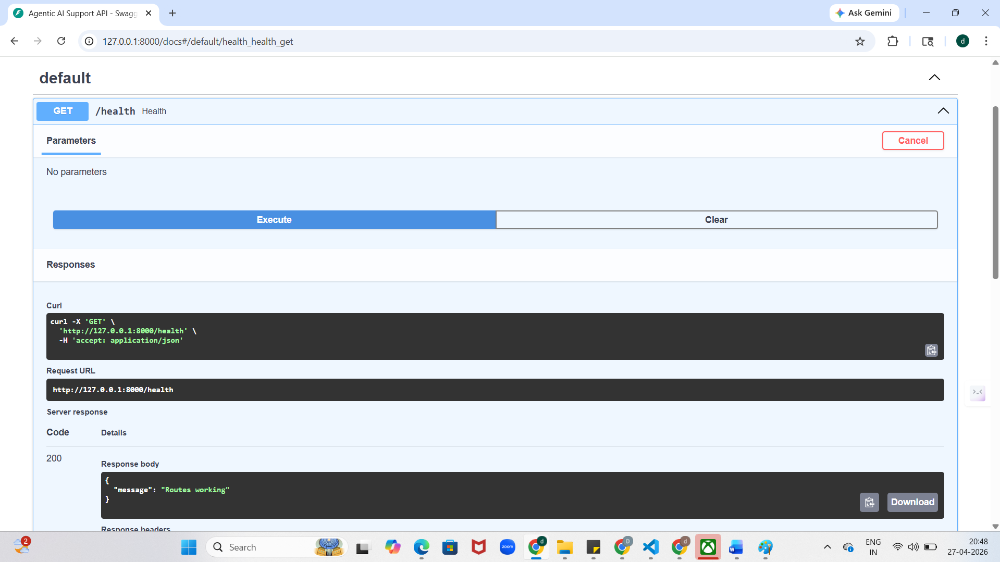 Agentic AI Support API - Swagg
Ask Gemini
127.0.0.1:8000/docs#/default/health_health_get
d
default
GET /health Health
Parameters
Cancel
No parameters
Execute
Clear
Responses
Curl
curl -X 'GET' \
'http://127.0.0.1:8000/health' \
-H 'accept: application/json'
Request URL
http://127.0.0.1:8000/health
Server response
Code Details
200
Response body
{
"message": "Routes working"
}
Download
Response headers
2
Search
zoom
d
D
d
W
ENG
IN
20:48
27-04-2026